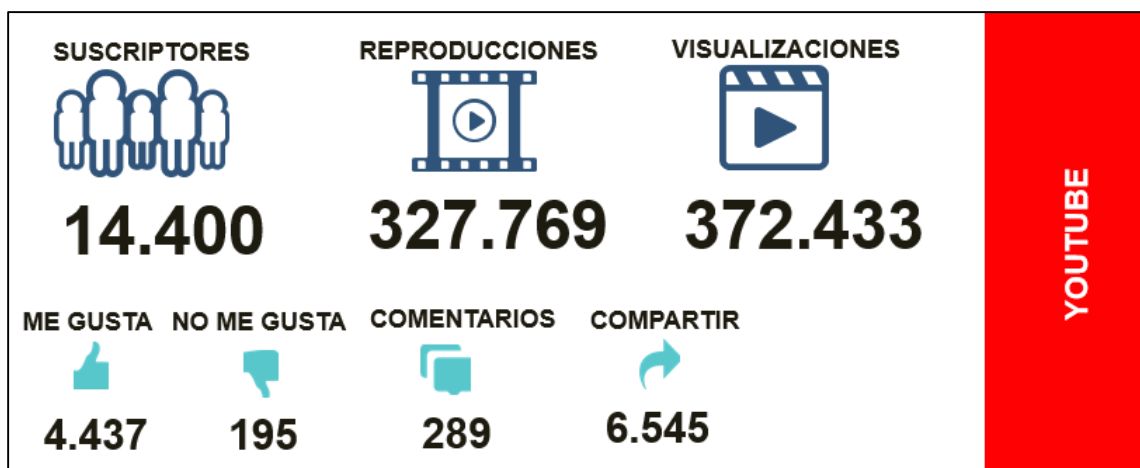 SUSCRIPTORES
REPRODUCCIONES
VISUALIZACIONES
14.400
327.769
372.433
ME GUSTA
NO ME GUSTA
COMENTARIOS
COMPARTIR
4.437
195
289
6.545
YOUTUBE